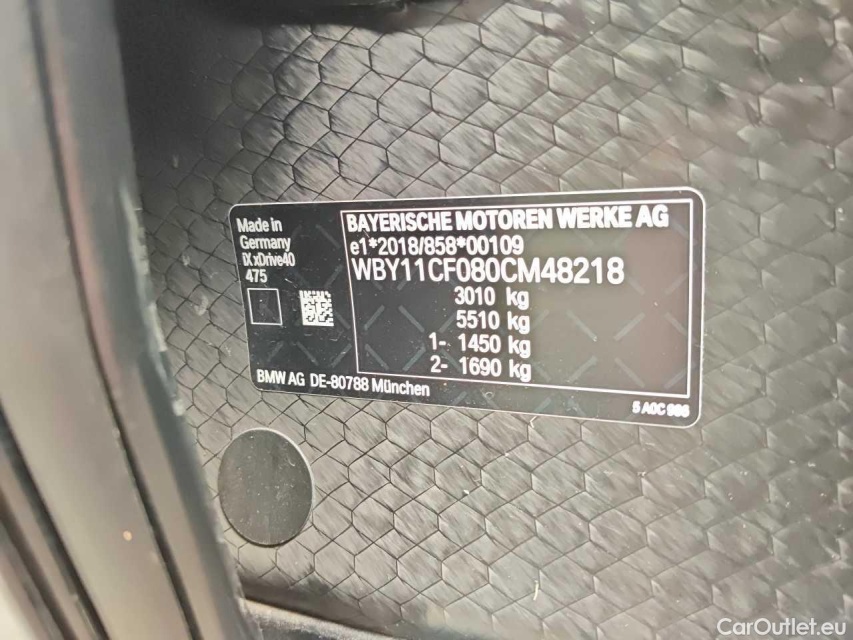 Made in
Germany
iX xDrive40
475
BAYERISCHE MOTOREN WERKE AG
e1*2018/858*00109
WBY11CF080CM48218
3010 kg
5510 kg
1- 1450 kg
2- 1690 kg
BMW AG DE-80788 München
5 A0C 986
CarOutlet.eu